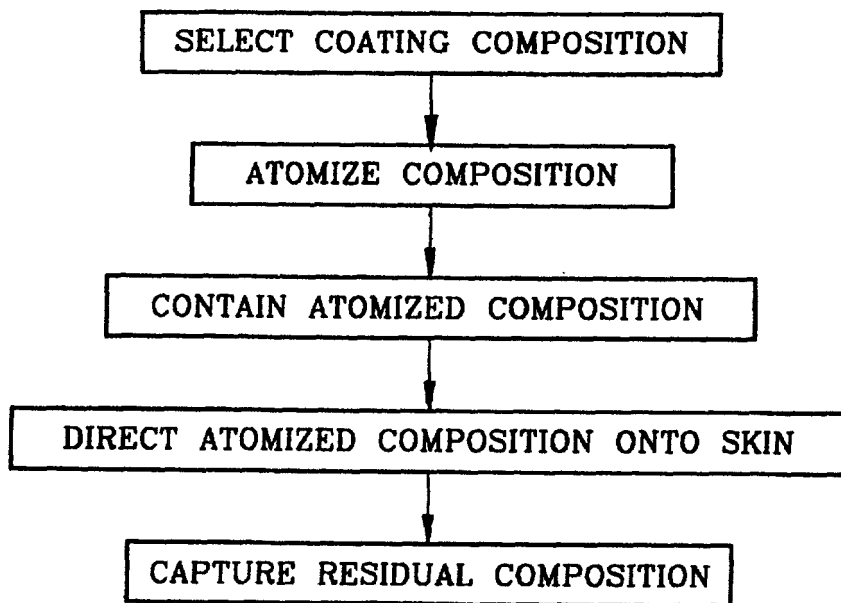 SELECT COATING COMPOSITION
ATOMIZE COMPOSITION
CONTAIN ATOMIZED COMPOSITION
DIRECT ATOMIZED COMPOSITION ONTO SKIN
CAPTURE RESIDUAL COMPOSITION